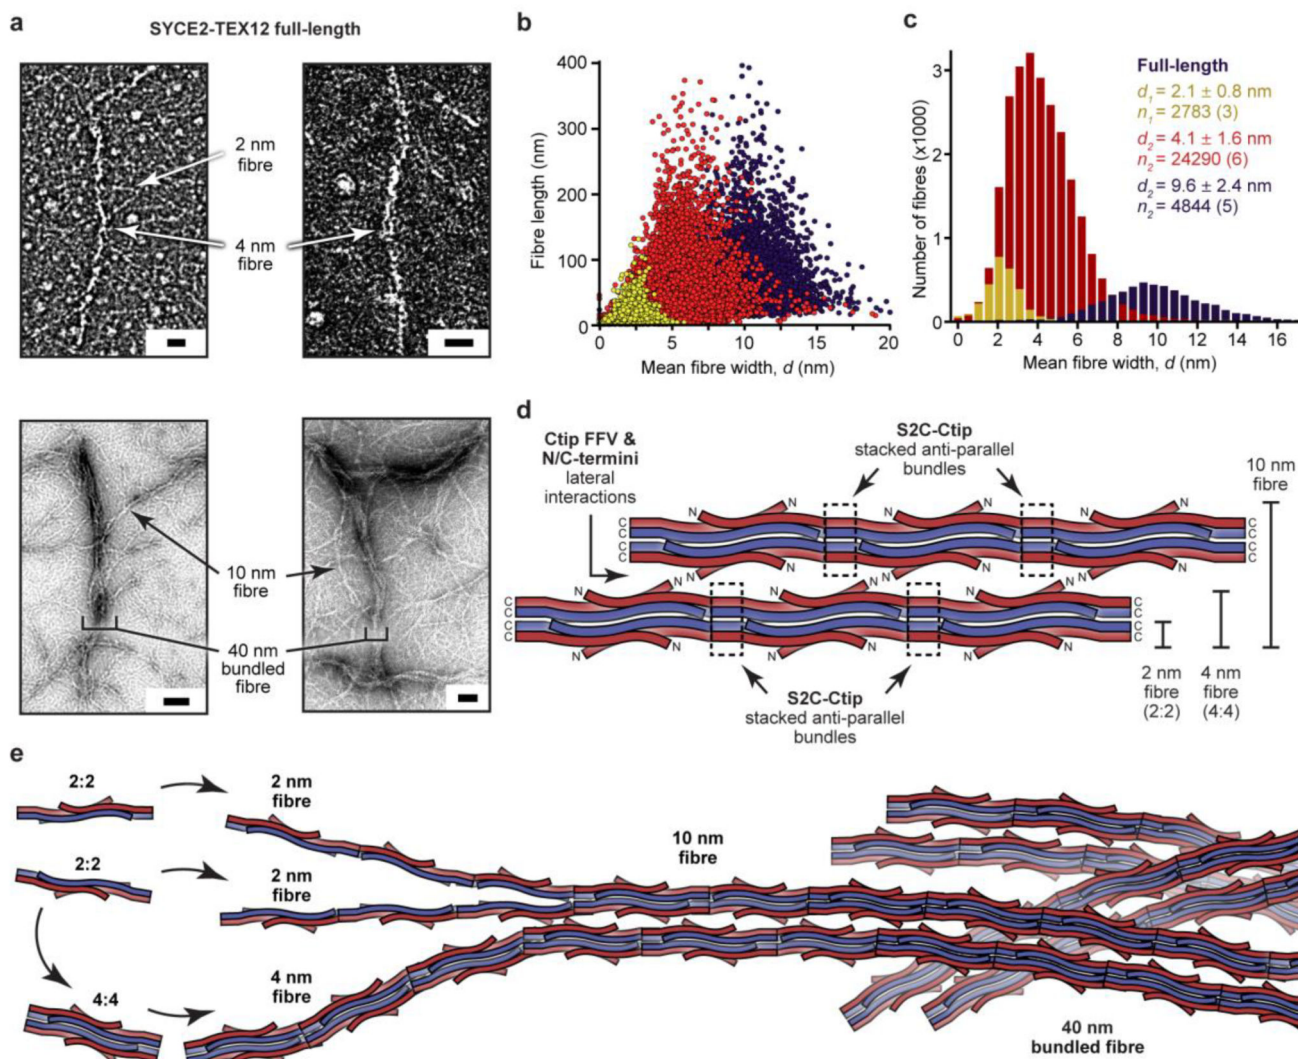 a
SYCE2-TEX12 full-length
2 nm
fibre
4 nm
fibre
10 nm
fibre
40 nm
bundled
fibre
b
Fibre length (nm)
400
300
200
100
0
0
5
10
15
20
Mean fibre width, d (nm)
c
Number of fibres (x1000)
3
2
1
0
0 2 4 6 8 10 12 14 16
Mean fibre width, d (nm)
Full-length
d1 = 2.1 ± 0.8 nm
n1 = 2783 (3)
d2 = 4.1 ± 1.6 nm
n2 = 24290 (6)
d2 = 9.6 ± 2.4 nm
n2 = 4844 (5)
d
Ctip FFV &
N/C-termini
lateral
interactions
S2C-Ctip
stacked anti-parallel
bundles
10 nm
fibre
N N N N N N
C
C
C
C
C
C
C
C
N N N N N N
N N N N N N
C
C
C
C
C
C
C
C
N N N N N N
S2C-Ctip
stacked anti-parallel
bundles
2 nm
fibre
(2:2)
4 nm
fibre
(4:4)
e
2:2
2 nm
fibre
2:2
2 nm
fibre
4:4
4 nm
fibre
10 nm
fibre
40 nm
bundled fibre